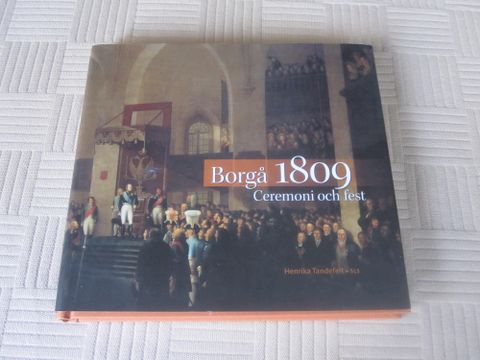 Borgå 1809
Ceremoni och fest
Henrika Tandefelt • SLS